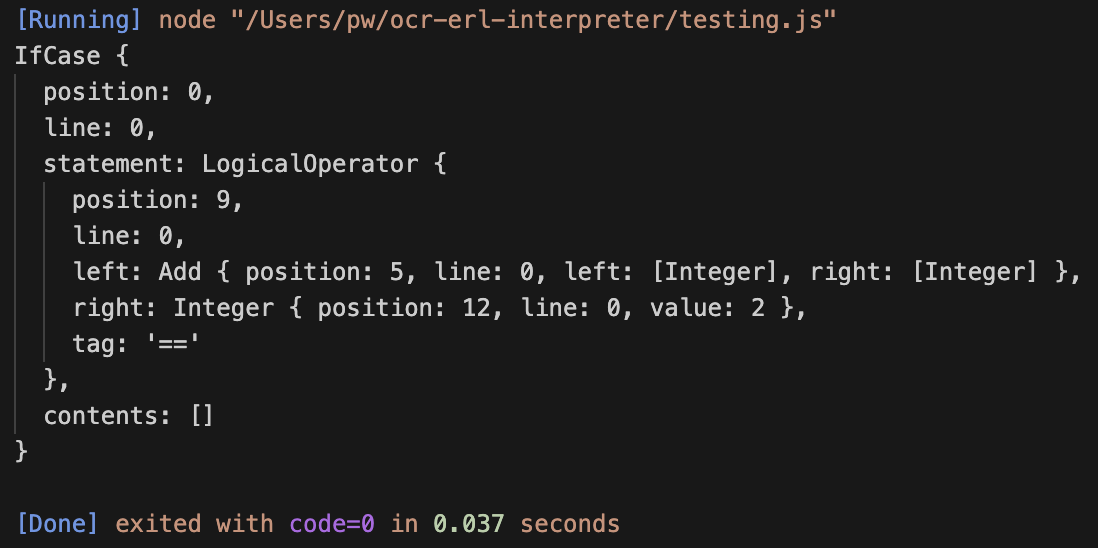 [Running] node "/Users/pw/ocr-erl-interpreter/testing.js"
IfCase {
  position: 0,
  line: 0,
  statement: LogicalOperator {
    position: 9,
    line: 0,
    left: Add { position: 5, line: 0, left: [Integer], right: [Integer] },
    right: Integer { position: 12, line: 0, value: 2 },
    tag: '=='
  },
  contents: []
}

[Done] exited with code=0 in 0.037 seconds